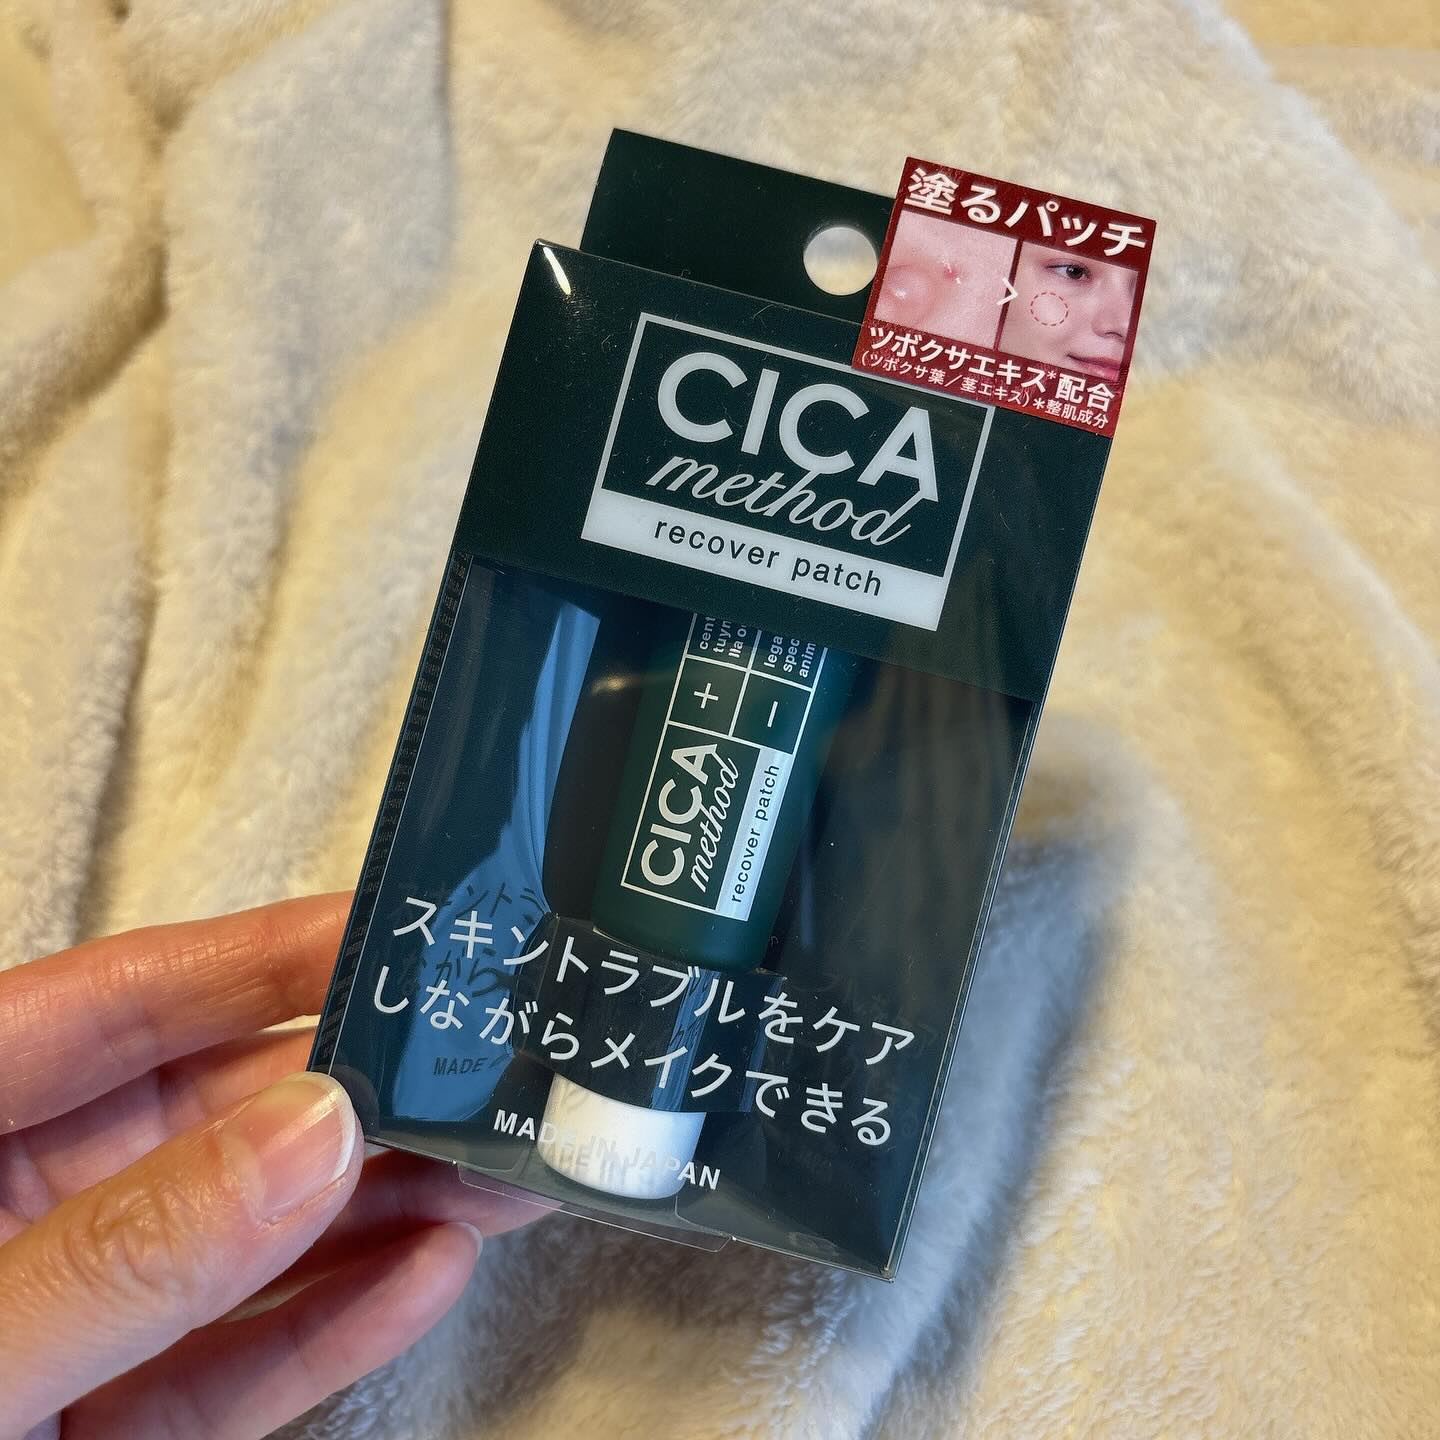 塗るパッチ
ツボクサエキス*配合
(ツボクサ葉/茎エキス)*整肌成分
CICA
method
recover patch
+
−
CICA
method
recover patch
スキントラブルをケア
しながらメイクできる
MADE IN JAPAN